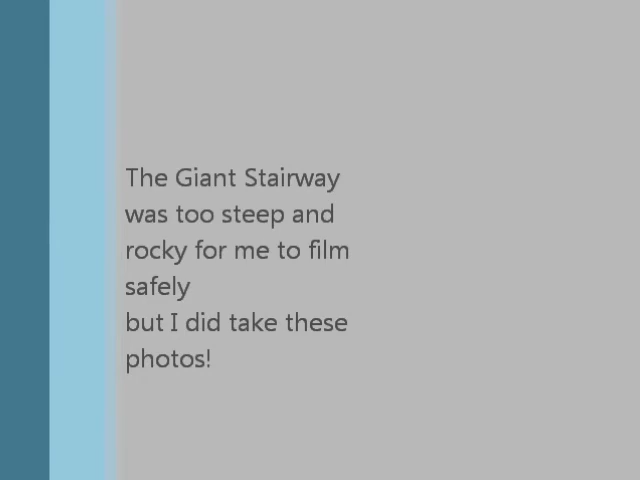 The Giant Stairway
was too steep and
rocky for me to film
safely
but I did take these
photos!